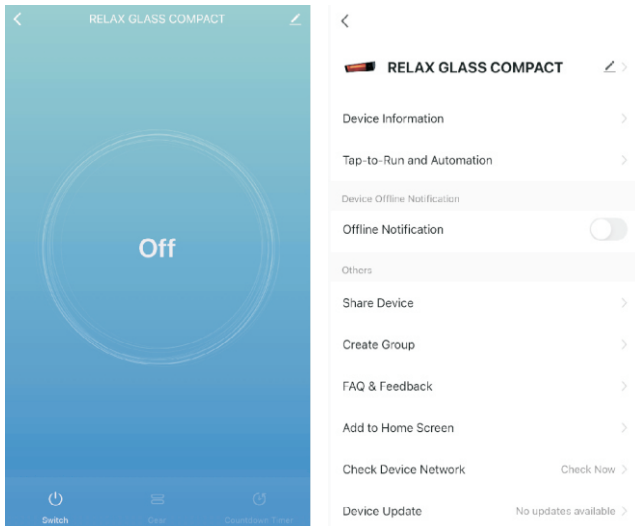 RELAX GLASS COMPACT
Off
Switch
Gear
Countdown Timer
RELAX GLASS COMPACT
Device Information
Tap-to-Run and Automation
Device Offline Notification
Offline Notification
Others
Share Device
Create Group
FAQ & Feedback
Add to Home Screen
Check Device Network Check Now
Device Update No updates available